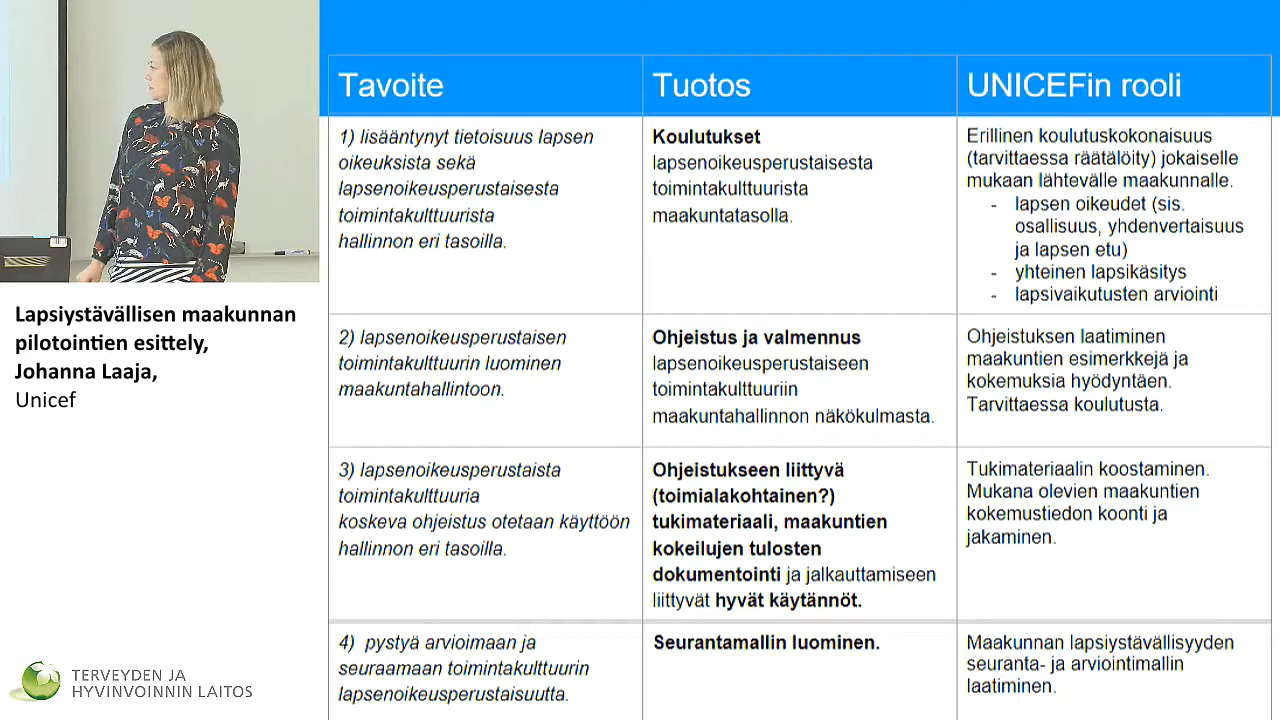 Lapsiystävällisen maakunnan
pilotointien esittely,
Johanna Laaja,
Unicef
TERVEYDEN JA
HYVINVOINNIN LAITOS
Tavoite
Tuotos
UNICEFin rooli
1) lisääntynyt tietoisuus lapsen
oikeuksista sekä
lapsenoikeusperustaisesta
toimintakulttuurista
hallinnon eri tasoilla.
Koulutukset
lapsenoikeusperustaisesta
toimintakulttuurista
maakuntatasolla.
Erillinen koulutuskokonaisuus
(tarvittaessa räätälöity) jokaiselle
mukaan lähtevälle maakunnalle.
- lapsen oikeudet (sis.
osallisuus, yhdenvertaisuus
ja lapsen etu)
- yhteinen lapsikäsitys
- lapsivaikutusten arviointi
2) lapsenoikeusperustaisen
toimintakulttuurin luominen
maakuntahallintoon.
Ohjeistus ja valmennus
lapsenoikeusperustaiseen
toimintakulttuuriin
maakuntahallinnon näkökulmasta.
Ohjeistuksen laatiminen
maakuntien esimerkkejä ja
kokemuksia hyödyntäen.
Tarvittaessa koulutusta.
3) lapsenoikeusperustaista
toimintakulttuuria
koskeva ohjeistus otetaan käyttöön
hallinnon eri tasoilla.
Ohjeistukseen liittyvä
(toimialakohtainen?)
tukimateriaali, maakuntien
kokeilujen tulosten
dokumentointi ja jalkauttamiseen
liittyvät hyvät käytännöt.
Tukimateriaalin koostaminen.
Mukana olevien maakuntien
kokemustiedon koonti ja
jakaminen.
4) pystyä arvioimaan ja
seuraamaan toimintakulttuurin
lapsenoikeusperustaisuutta.
Seurantamallin luominen.
Maakunnan lapsiystävällisyyden
seuranta- ja arviointimallin
laatiminen.